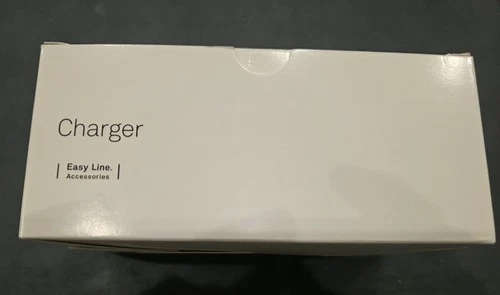 Charger
Easy Line.
Accessories